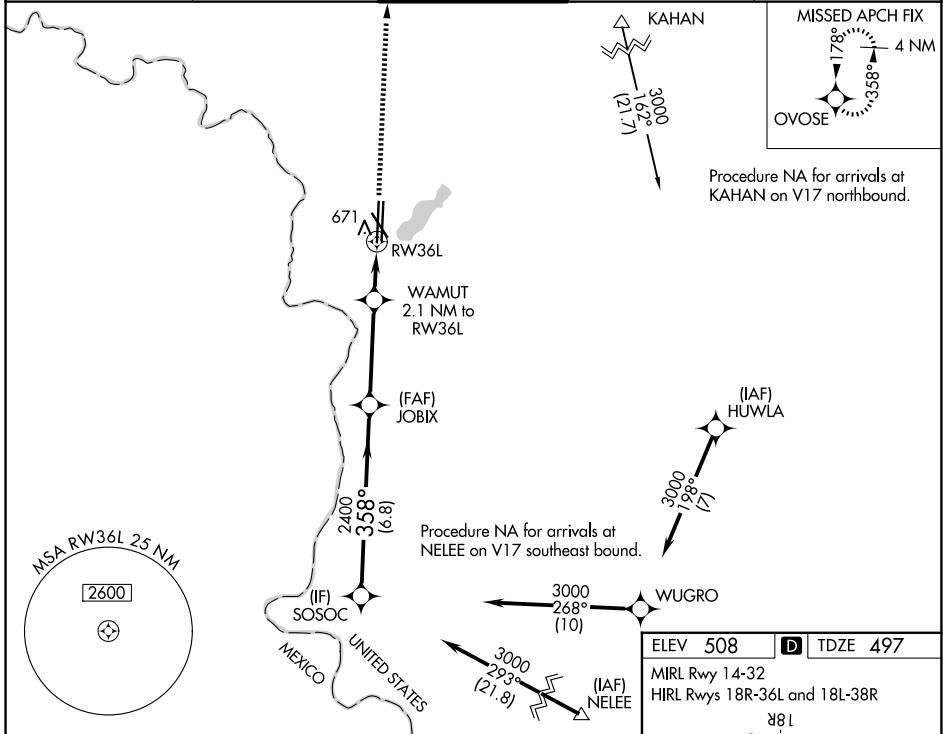 KAHAN
3000
162°
(21.7)
MISSED APCH FIX
178°
4 NM
358°
OVOSE
Procedure NA for arrivals at
KAHAN on V17 northbound.
671
RW36L
WAMUT
2.1 NM to
RW36L
(FAF)
JOBIX
(IAF)
HUWLA
3000
198°
(7)
2400
358°
(6.8)
Procedure NA for arrivals at
NELEE on V17 southeast bound.
MSA RW36L 25 NM
2600
(IF)
SOSOC
3000
268°
(10)
WUGRO
MEXICO
UNITED STATES
3000
293°
(21.8)
(IAF)
NELEE
ELEV 508 D TDZE 497
MIRL Rwy 14-32
HIRL Rwys 18R-36L and 18L-38R
18R